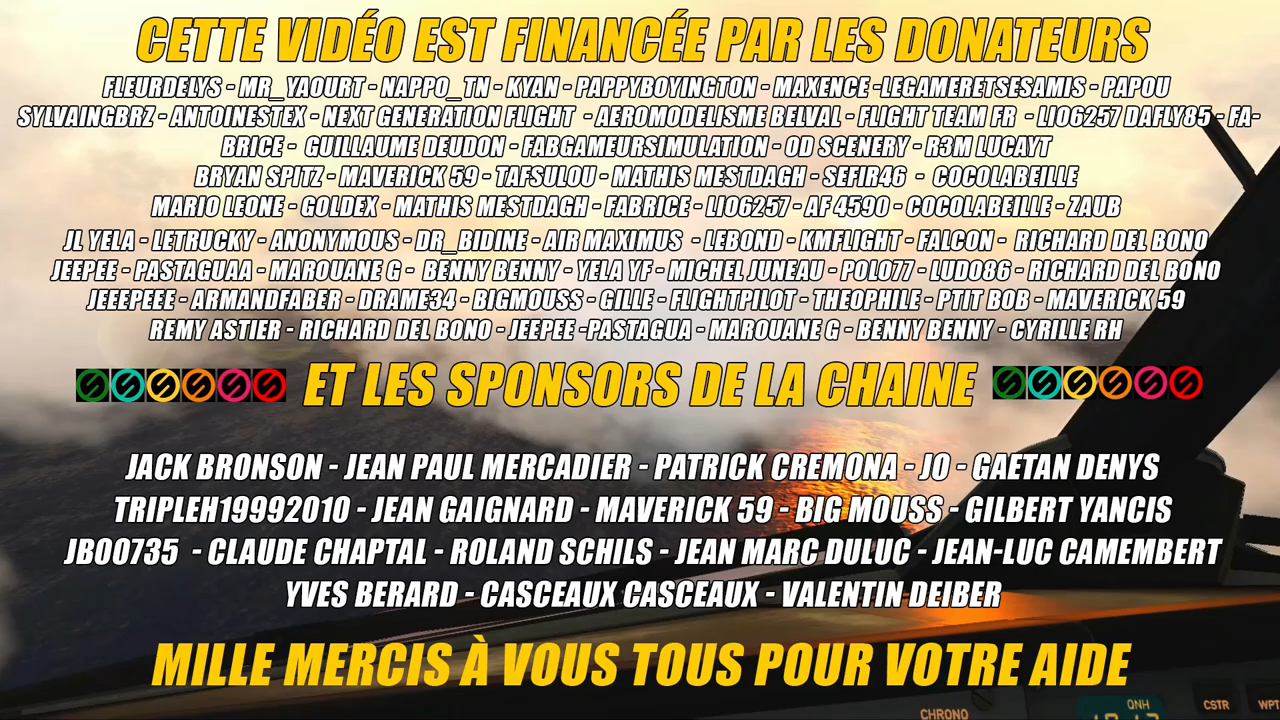 CETTE VIDÉO EST FINANCÉE PAR LES DONATEURS
FLEURDELYS - MR_YAOURT - NAPPO_TN - KYAN - PAPPYBOYINGTON - MAXENCE -LEGAMERETSESAMIS - PAPOU
SYLVAINGBRZ - ANTOINESTEX - NEXT GENERATION FLIGHT - AEROMODELISME BELVAL - FLIGHT TEAM FR - LIO6257 DAFLY85 - FA-
BRICE - GUILLAUME DEUDON - FABGAMEURSIMULATION - OD SCENERY - R3M LUCAYT
BRYAN SPITZ - MAVERICK 59 - TAFSULOU - MATHIS MESTDAGH - SEFIR46 - COCOLABEILLE
MARIO LEONE - GOLDEX - MATHIS MESTDAGH - FABRICE - LIO6257 - AF 4590 - COCOLABEILLE - ZAUB
JL YELA - LETRUCKY - ANONYMOUS - DR_BIDINE - AIR MAXIMUS - LEBOND - KMFLIGHT - FALCON - RICHARD DEL BONO
JEEPEE - PASTAGUAA - MAROUANE G - BENNY BENNY - YELA YF - MICHEL JUNEAU - POLO77 - LUDO86 - RICHARD DEL BONO
JEEEPEEE - ARMANDFABER - DRAME34 - BIGMOUSS - GILLE - FLIGHTPILOT - THEOPHILE - PTIT BOB - MAVERICK 59
REMY ASTIER - RICHARD DEL BONO - JEEPEE -PASTAGUA - MAROUANE G - BENNY BENNY - CYRILLE RH
ET LES SPONSORS DE LA CHAINE
JACK BRONSON - JEAN PAUL MERCADIER - PATRICK CREMONA - JO - GAETAN DENYS
TRIPLEH19992010 - JEAN GAIGNARD - MAVERICK 59 - BIG MOUSS - GILBERT YANCIS
JB00735 - CLAUDE CHAPTAL - ROLAND SCHILS - JEAN MARC DULUC - JEAN-LUC CAMEMBERT
YVES BERARD - CASCEAUX CASCEAUX - VALENTIN DEIBER
MILLE MERCIS À VOUS TOUS POUR VOTRE AIDE
CHRONO
QNH
CSTR
WPT